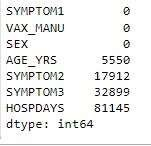 SYMPTOM1 0
VAX_MANU 0
SEX 0
AGE_YRS 5550
SYMPTOM2 17912
SYMPTOM3 32899
HOSPDAYS 81145
dtype: int64